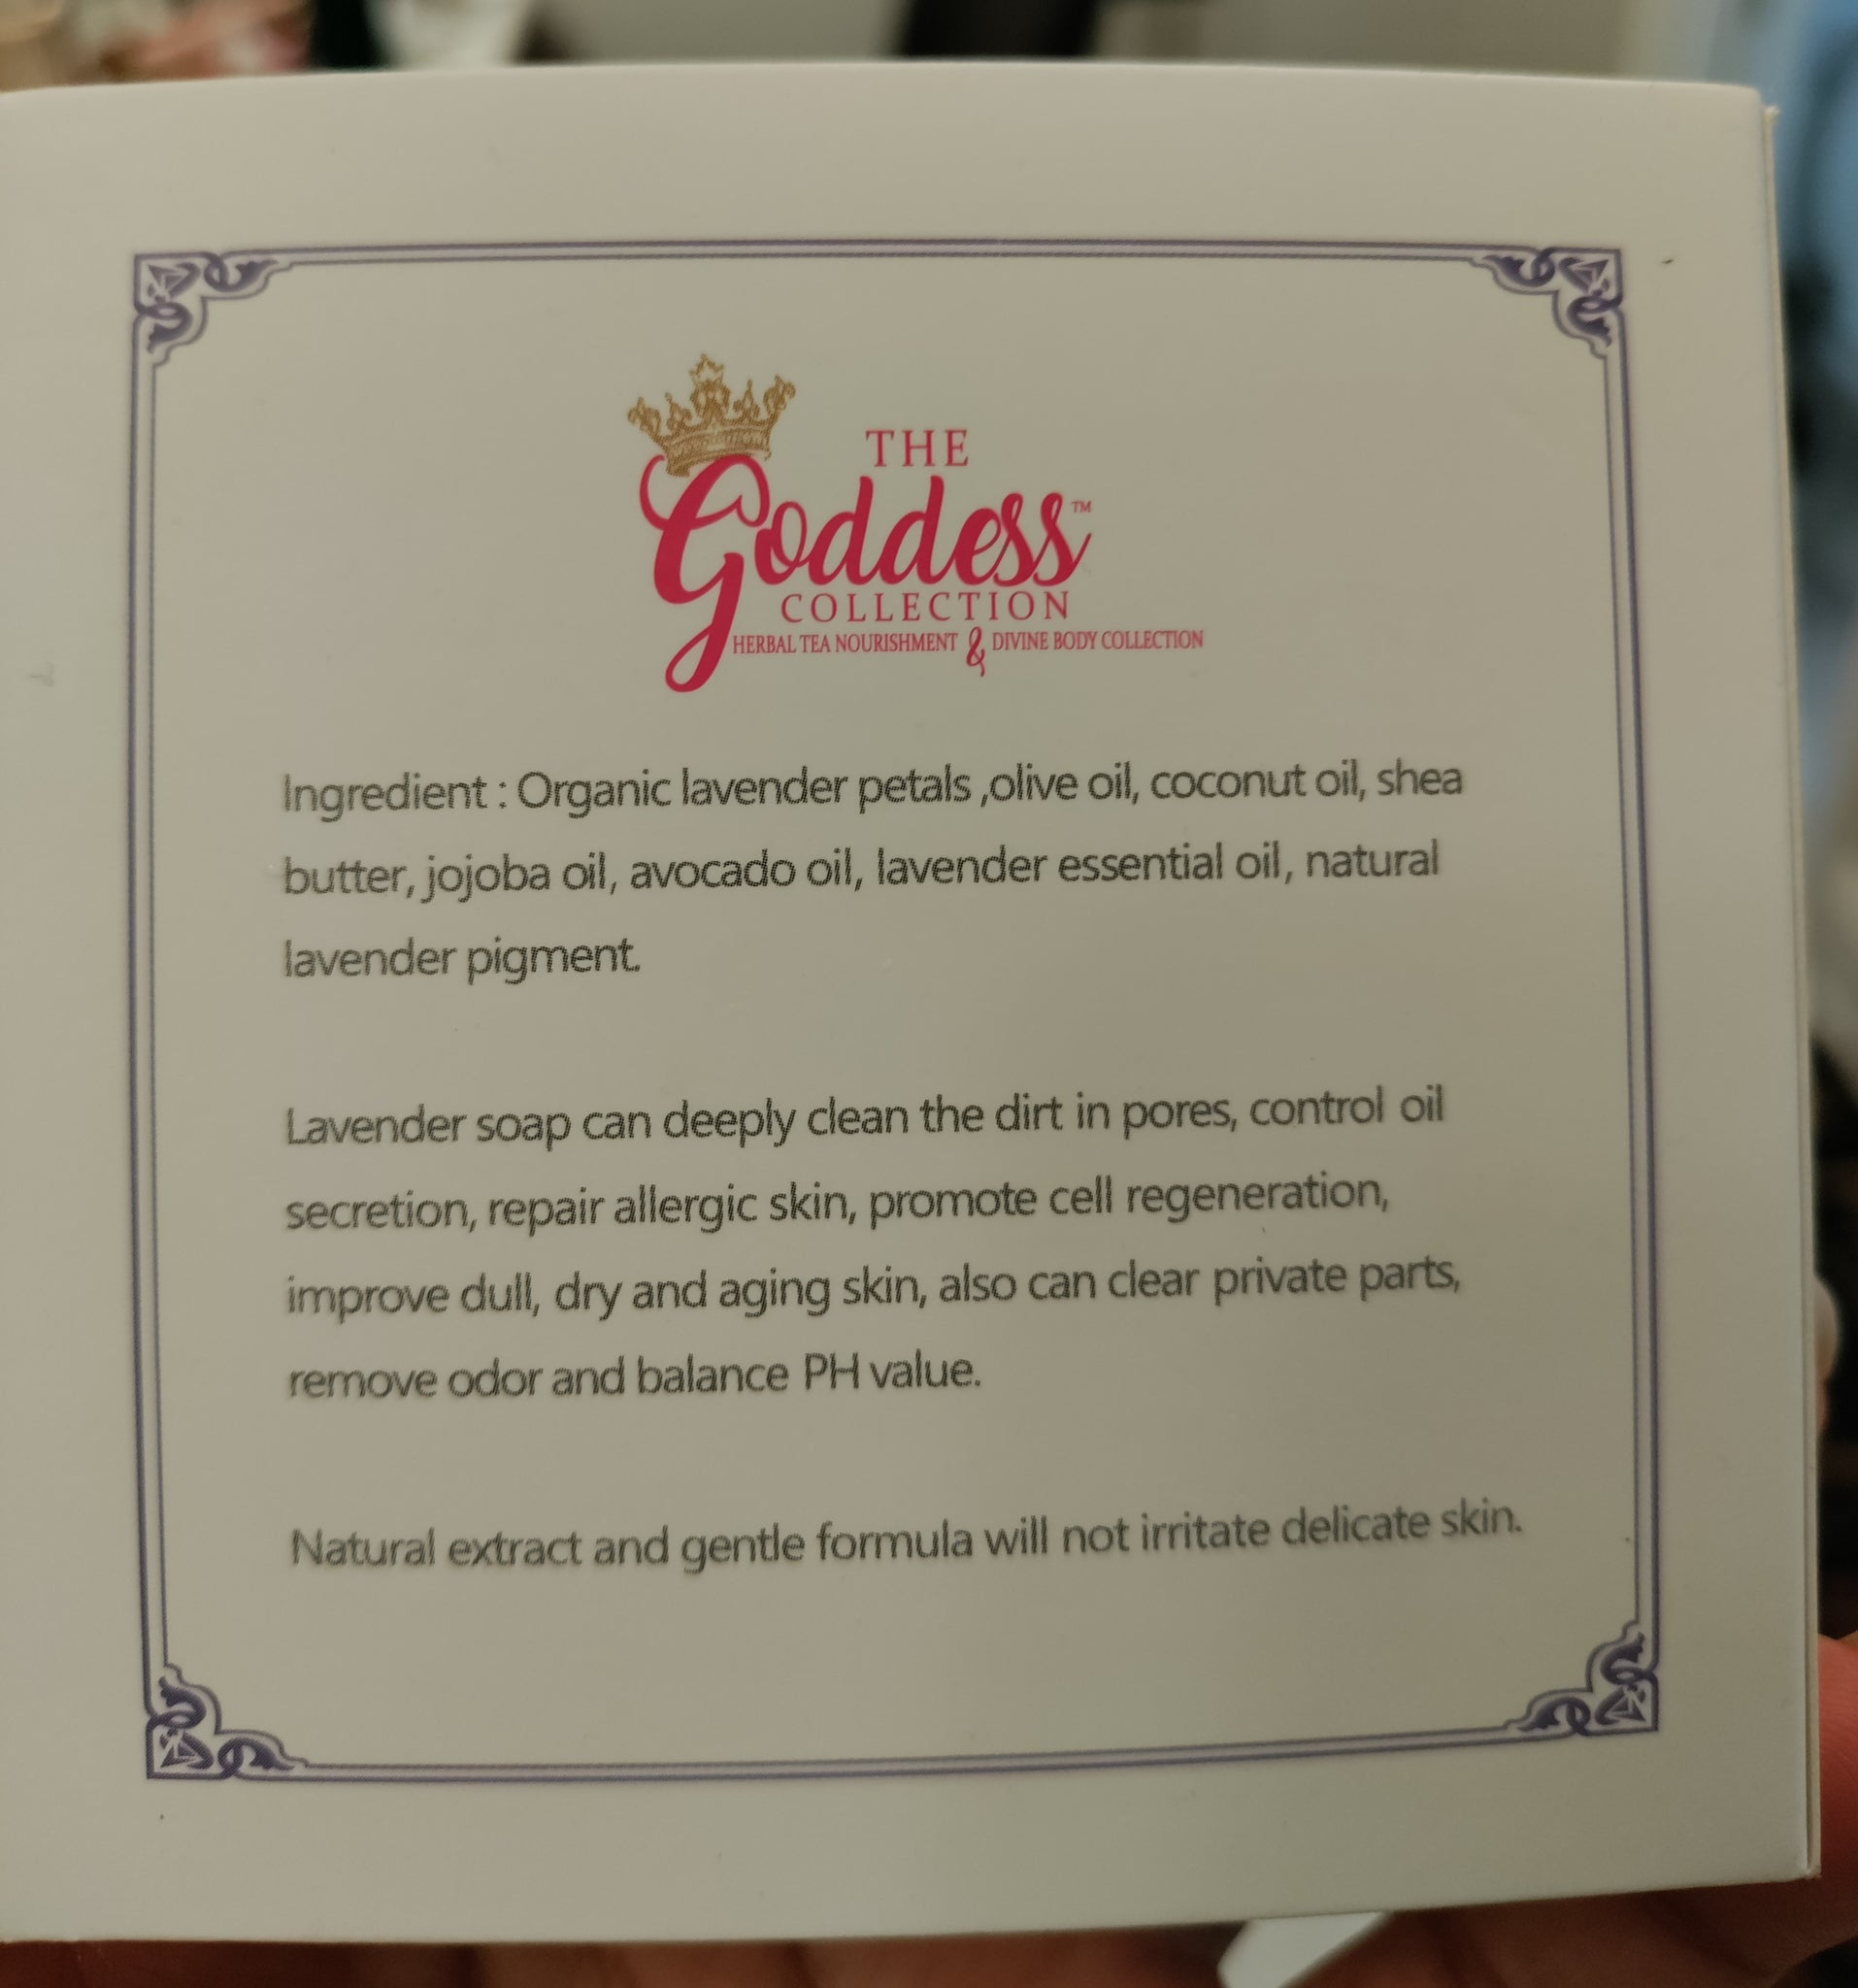 THE
Goddess™
COLLECTION
HERBAL TEA NOURISHMENT & DIVINE BODY COLLECTION
Ingredient : Organic lavender petals ,olive oil, coconut oil, shea
butter, jojoba oil, avocado oil, lavender essential oil, natural
lavender pigment.
Lavender soap can deeply clean the dirt in pores, control oil
secretion, repair allergic skin, promote cell regeneration,
improve dull, dry and aging skin, also can clear private parts,
remove odor and balance PH value.
Natural extract and gentle formula will not irritate delicate skin.